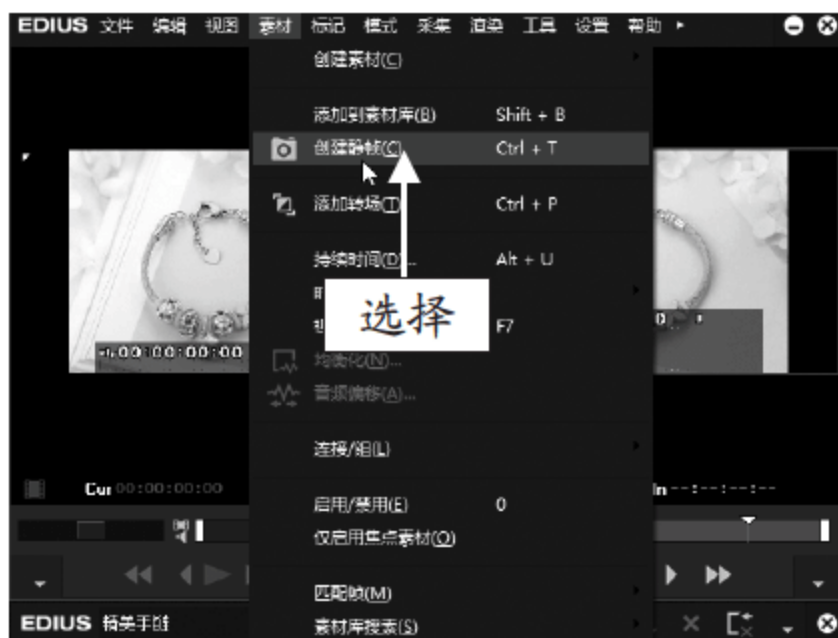 EDIUS 文件 编辑 视图 素材 标记 模式 采集 渲染 工具 设置 帮助
创建素材(C)
添加到素材库(B) Shift + B
创建静帧(C) Ctrl + T
添加转场(T) Ctrl + P
持续时间(D)... Alt + U
选择
F7
均衡化(N)...
音频偏移(A)...
00:00:00:00
连接/组(L)
Cur 00:00:00:00
In --:--:--:--
启用/禁用(E) 0
仅启用焦点素材(O)
匹配帧(M)
EDIUS 精美手链
素材库搜索(S)